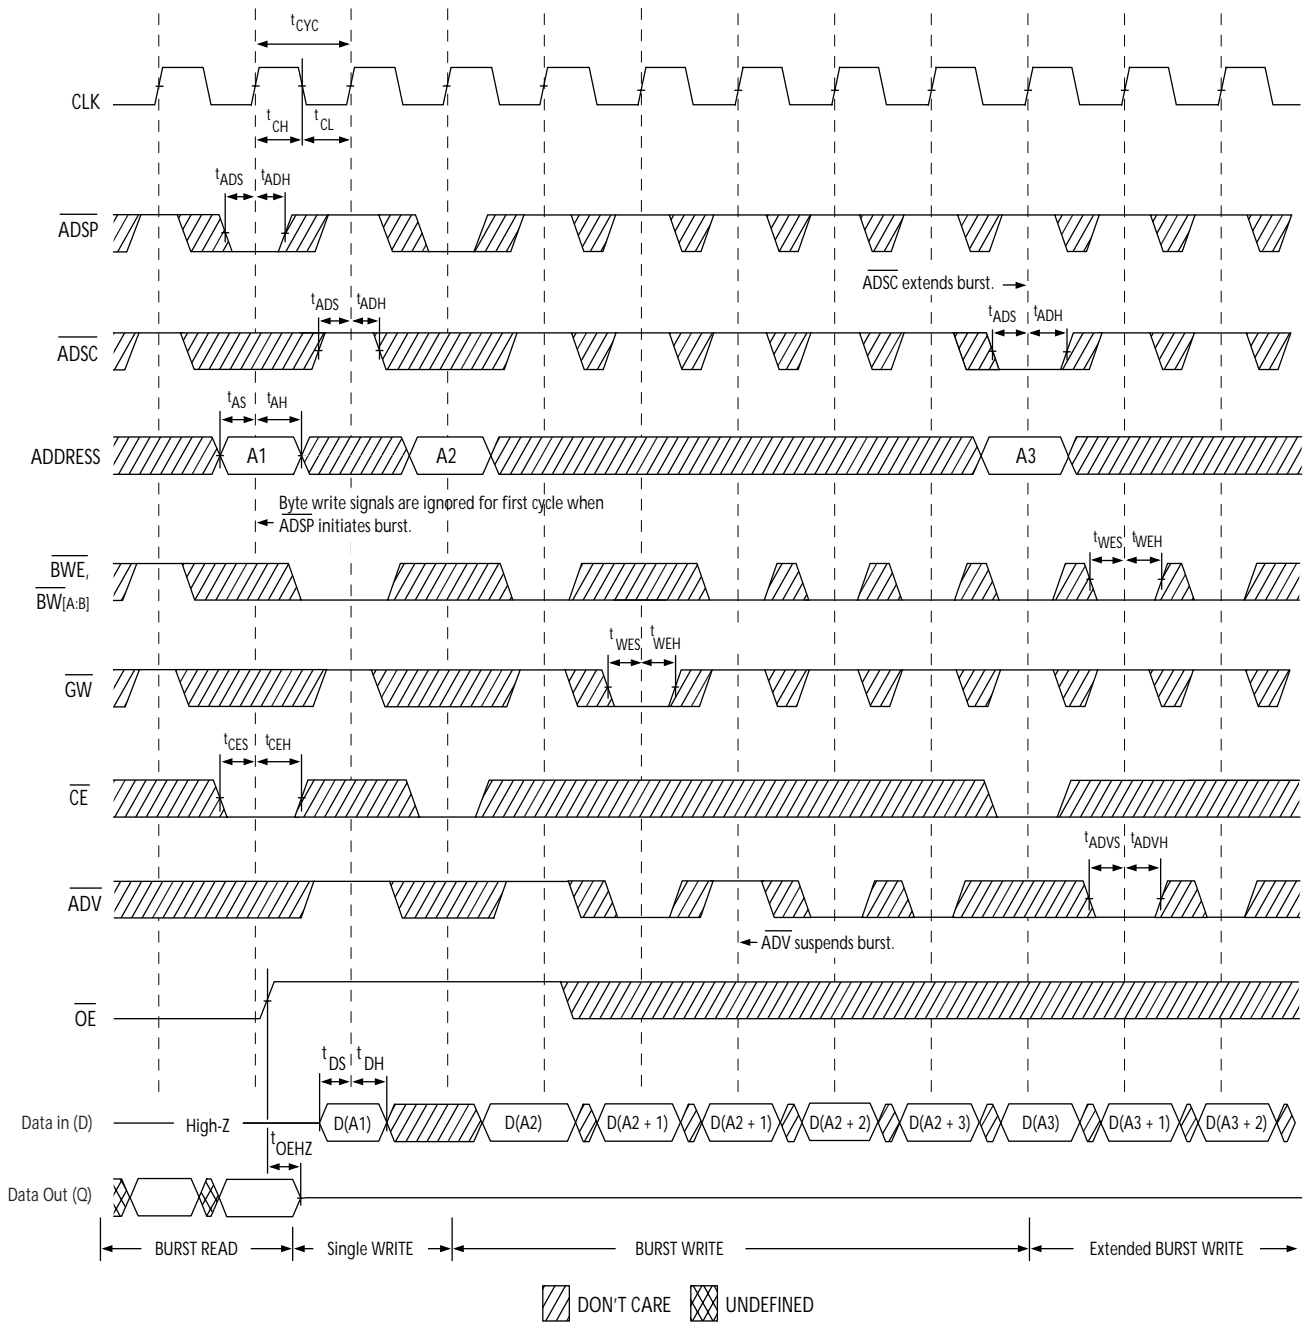 tCYC
CLK
tCH
tCL
tADS
tADH
ADSP
ADSC extends burst.
tADS
tADH
tADS
tADH
ADSC
tAS
tAH
ADDRESS
A1
A2
A3
Byte write signals are ignored for first cycle when
ADSP initiates burst.
tWES
tWEH
BWE,
BW[A:B]
tWES
tWEH
GW
tCES
tCEH
CE
tADVS
tADVH
ADV
ADV suspends burst.
OE
tDS
tDH
Data in (D)
High-Z
D(A1)
D(A2)
D(A2 + 1)
D(A2 + 1)
D(A2 + 2)
D(A2 + 3)
D(A3)
D(A3 + 1)
D(A3 + 2)
tOEHZ
Data Out (Q)
BURST READ
Single WRITE
BURST WRITE
Extended BURST WRITE
DON'T CARE
UNDEFINED